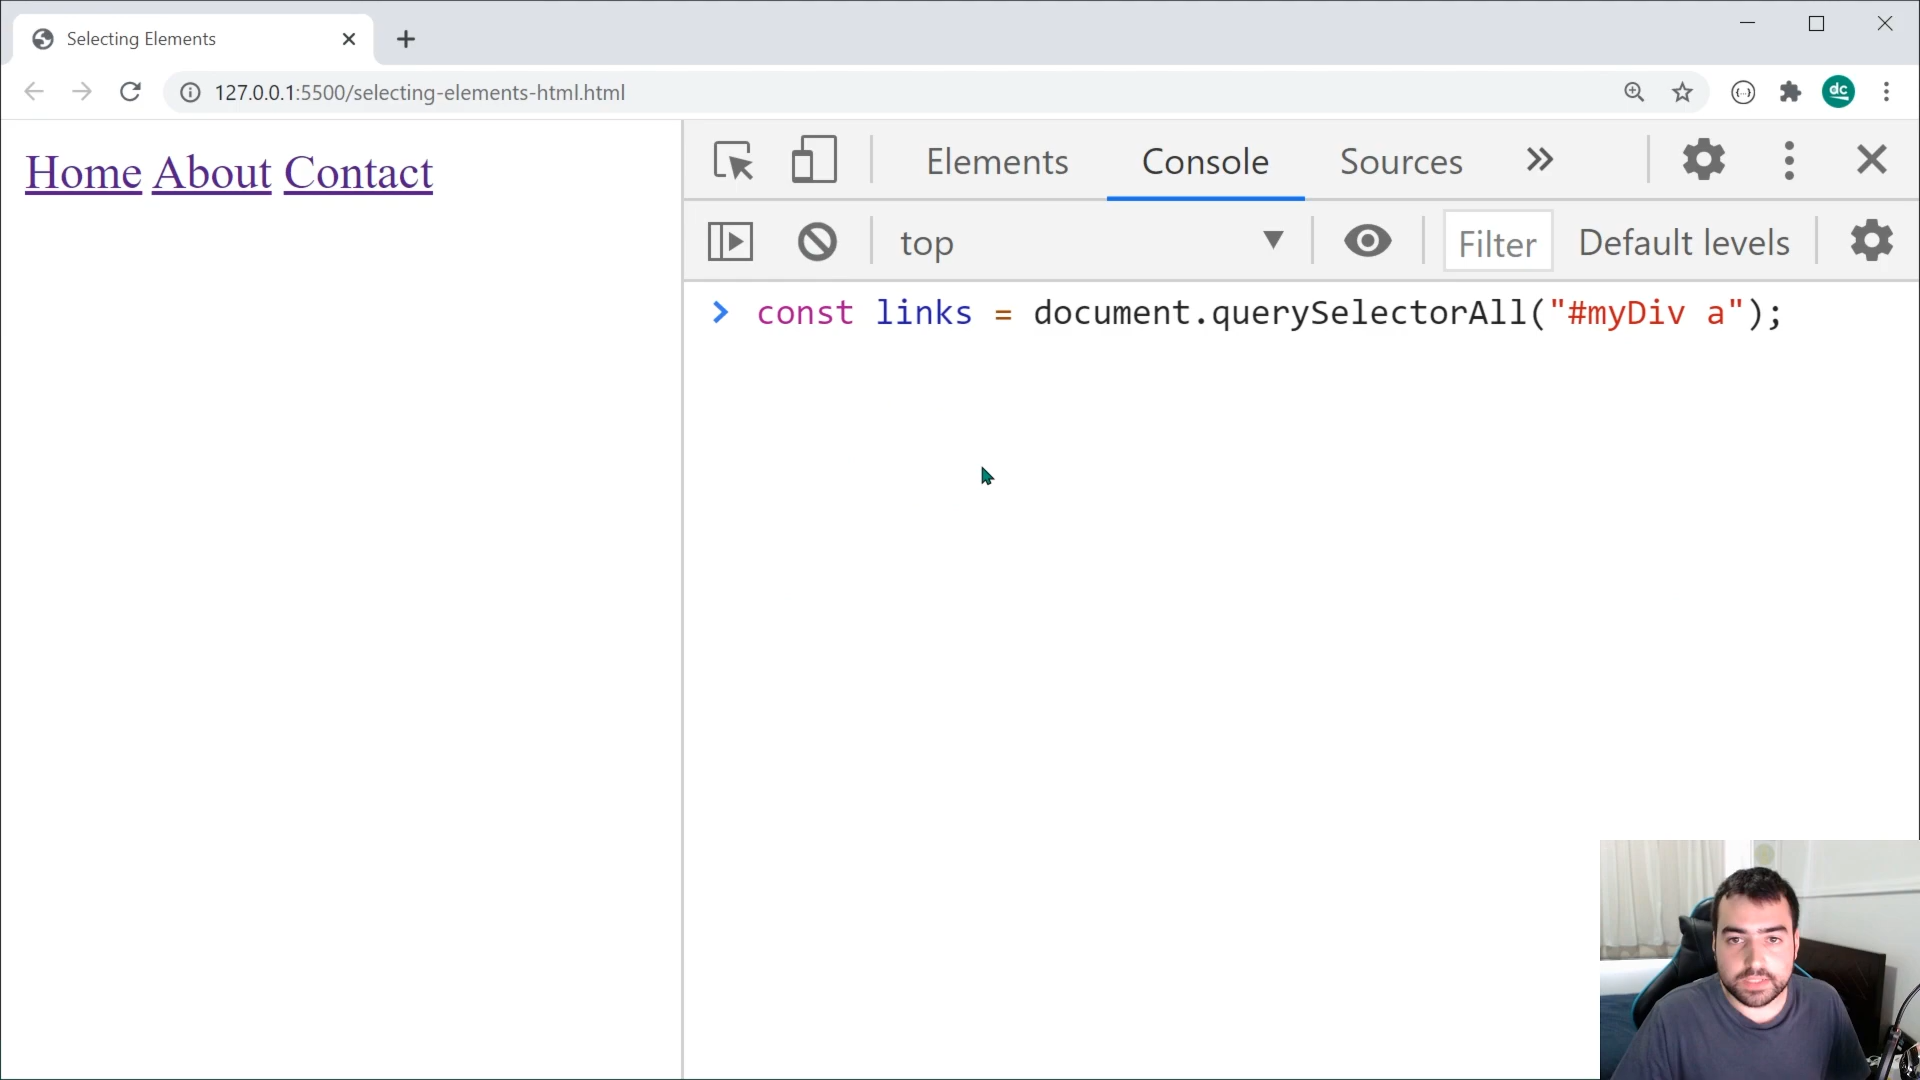 Selecting Elements
127.0.0.1:5500/selecting-elements-html.html
dc
Home About Contact
Elements Console Sources
top Filter Default levels
const links = document.querySelectorAll("#myDiv a");